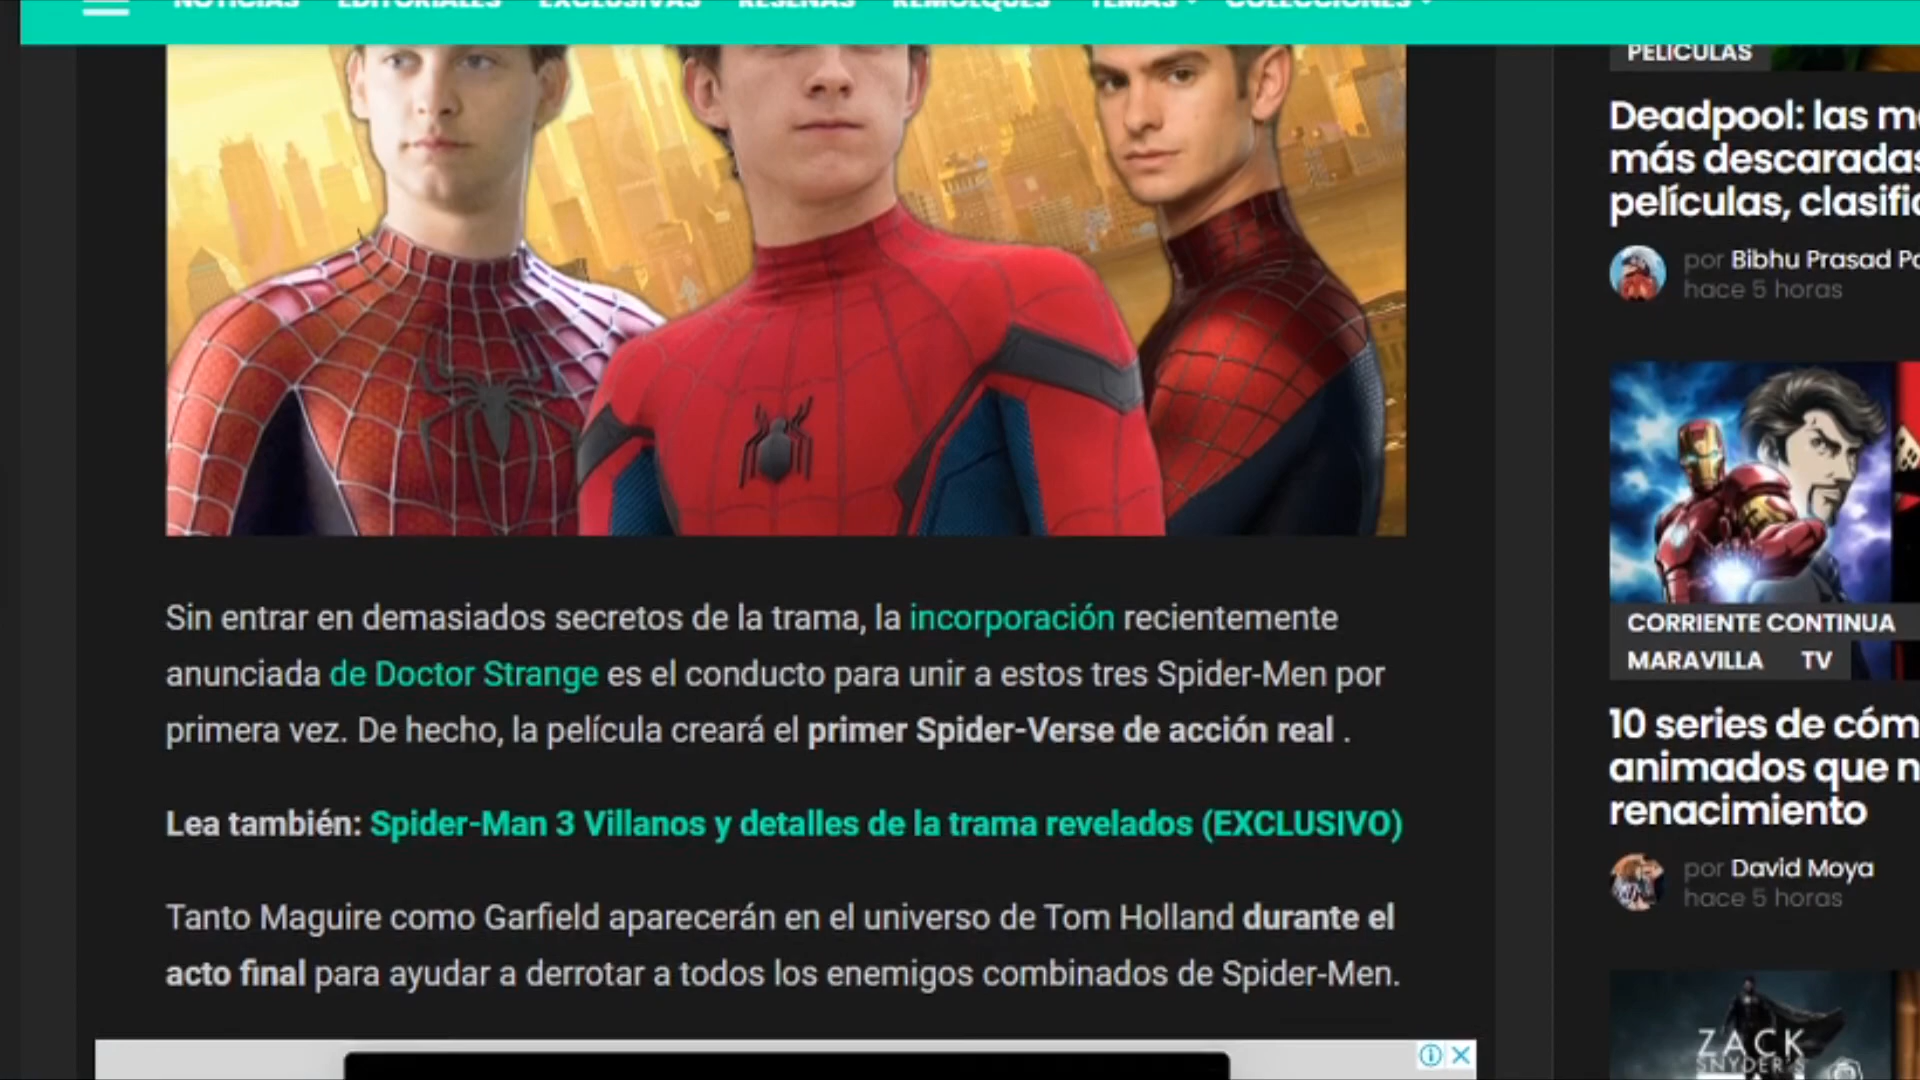 NOTICIAS EDITORIALES EXCLUSIVAS RESEÑAS REMOLQUES TEMAS COLECCIONES
Sin entrar en demasiados secretos de la trama, la incorporación recientemente
anunciada de Doctor Strange es el conducto para unir a estos tres Spider-Men por
primera vez. De hecho, la película creará el primer Spider-Verse de acción real .
Lea también: Spider-Man 3 Villanos y detalles de la trama revelados (EXCLUSIVO)
Tanto Maguire como Garfield aparecerán en el universo de Tom Holland durante el
acto final para ayudar a derrotar a todos los enemigos combinados de Spider-Men.
PELÍCULAS
Deadpool: las
más descaradas
películas,
por Bibhu Prasad
hace 5 horas
CORRIENTE CONTINUA
MARAVILLA TV
10 series de
animados que
renacimiento
por David Moya
hace 5 horas
ZACK
SNYDER'S